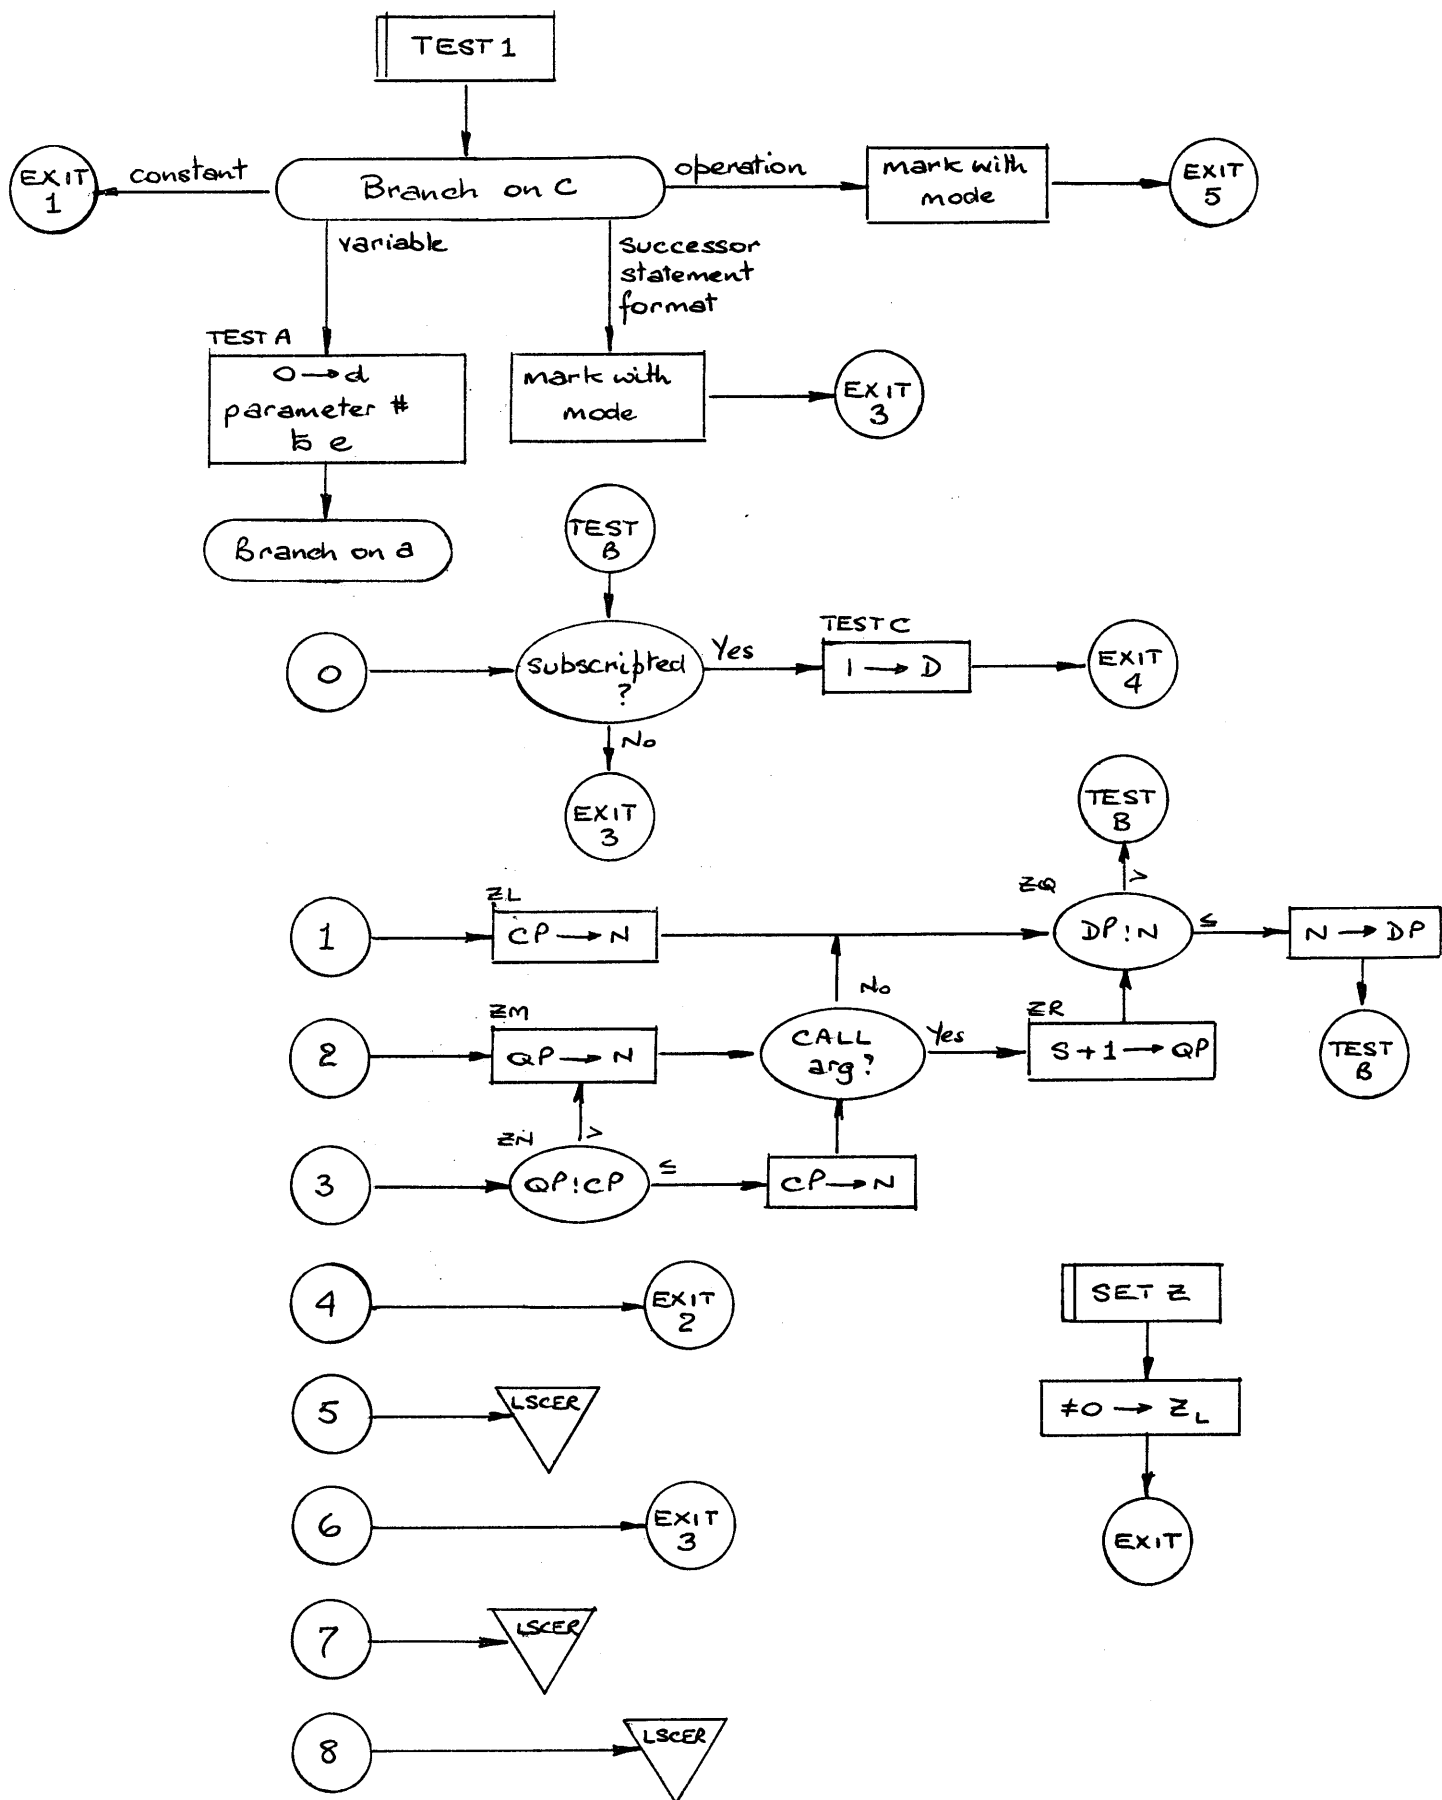 TEST 1
EXIT
1
constant
Branch on C
operation
mark with
mode
EXIT
5
variable
successor
statement
format
TEST A
0 → d
parameter #
to e
mark with
mode
EXIT
3
Branch on a
TEST
B
0
subscripted
?
Yes
TEST C
1 → D
EXIT
4
No
EXIT
3
TEST
B
>
1
ZL
CP → N
ZQ
DP!N
≤
N → DP
No
2
ZM
QP → N
CALL
arg?
Yes
ZR
S+1 → QP
TEST
B
>
3
ZN
QP!CP
≤
CP → N
4
EXIT
2
SET Z
≠0 → ZL
EXIT
5
LSCER
6
EXIT
3
7
LSCER
8
LSCER